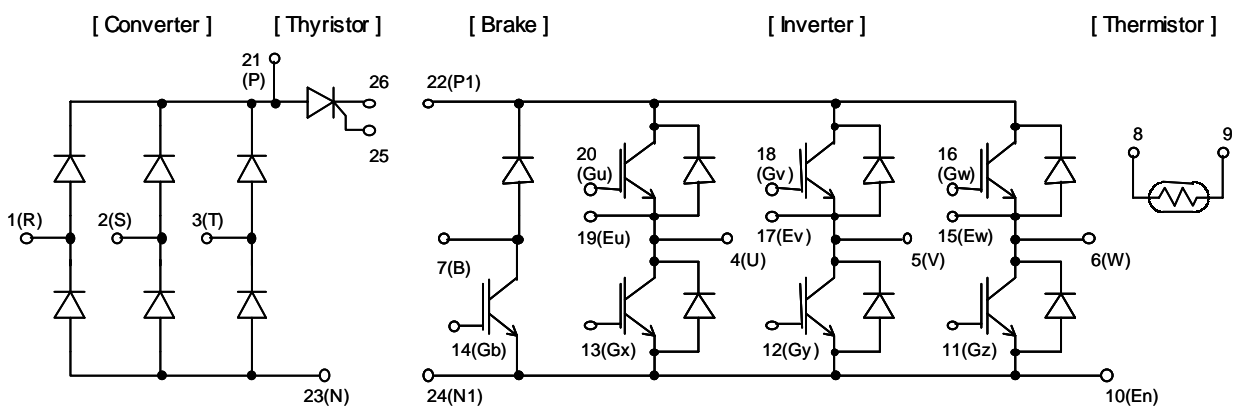 [ Converter ] [ Thyristor ] [ Brake ] [ Inverter ] [ Thermistor ]
21
(P)
26
22(P1)
25
20
(Gu)
18
(Gv)
16
(Gw)
8
9
1(R)
2(S)
3(T)
19(Eu)
17(Ev)
15(Ew)
7(B)
4(U)
5(V)
6(W)
14(Gb)
13(Gx)
12(Gy)
11(Gz)
23(N)
24(N1)
10(En)